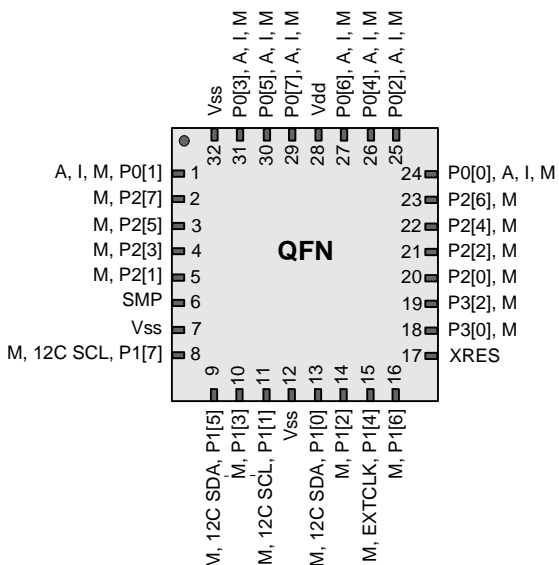 Vss
P0[3], A, I, M
P0[5], A, I, M
P0[7], A, I, M
Vdd
P0[6], A, I, M
P0[4], A, I, M
P0[2], A, I, M
32
31
30
29
28
27
26
25
A, I, M, P0[1]
M, P2[7]
M, P2[5]
M, P2[3]
M, P2[1]
SMP
Vss
M, 12C SCL, P1[7]
1
2
3
4
5
6
7
8
QFN
24
23
22
21
20
19
18
17
P0[0], A, I, M
P2[6], M
P2[4], M
P2[2], M
P2[0], M
P3[2], M
P3[0], M
XRES
9
10
11
12
13
14
15
16
M, 12C SDA, P1[5]
M, P1[3]
M, 12C SCL, P1[1]
Vss
M, 12C SDA, P1[0]
M, P1[2]
M, EXTCLK, P1[4]
M, P1[6]